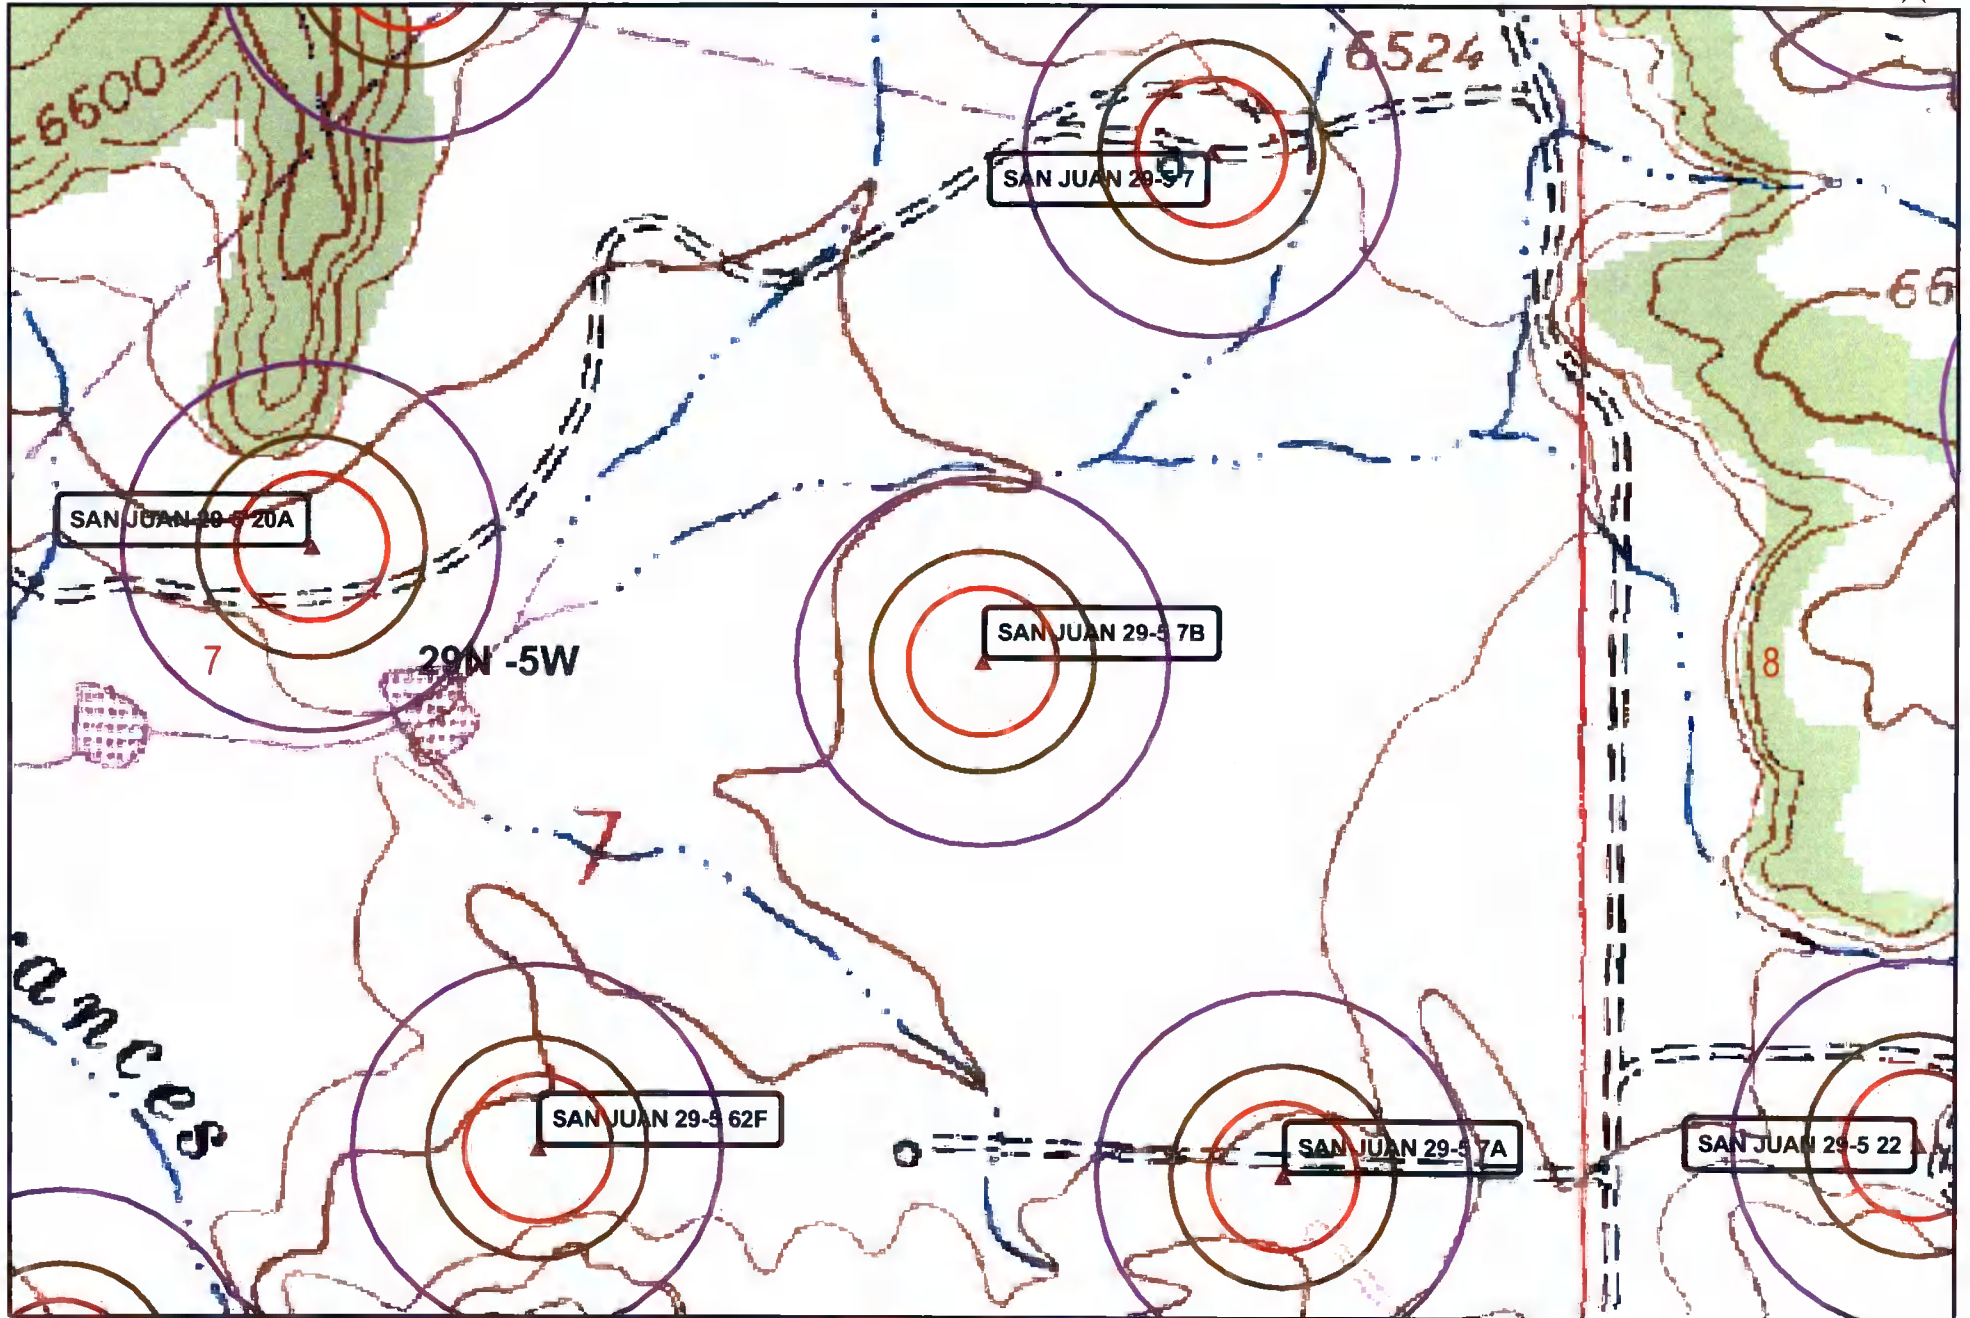 6600
6524
SAN JUAN 29-5 7
66
SAN JUAN 29-5 20A
SAN JUAN 29-5 7B
7
29N -5W
8
7
ances
SAN JUAN 29-5 62F
SAN JUAN 29-5 7A
SAN JUAN 29-5 22